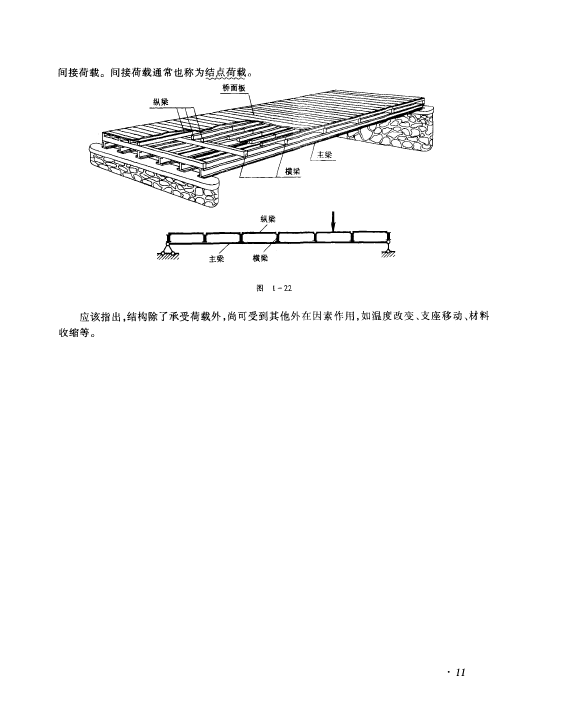 间接荷载。间接荷载通常也称为结点荷载。
桥面板
纵梁
主梁
横梁
纵梁
主梁 横梁
图 1-22
应该指出,结构除了承受荷载外,尚可受到其他外在因素作用,如温度改变、支座移动、材料
收缩等。
· 11